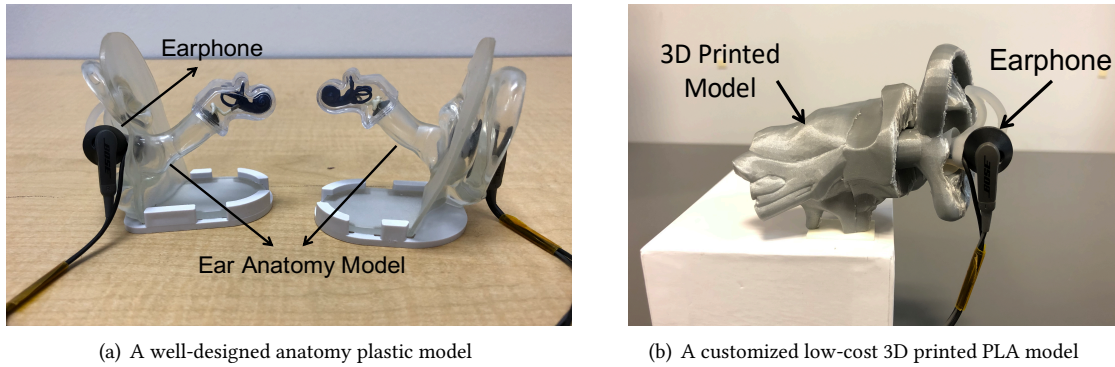 Earphone
Ear Anatomy Model
3D Printed
Model
Earphone
BOSE
(a) A well-designed anatomy plastic model
(b) A customized low-cost 3D printed PLA model